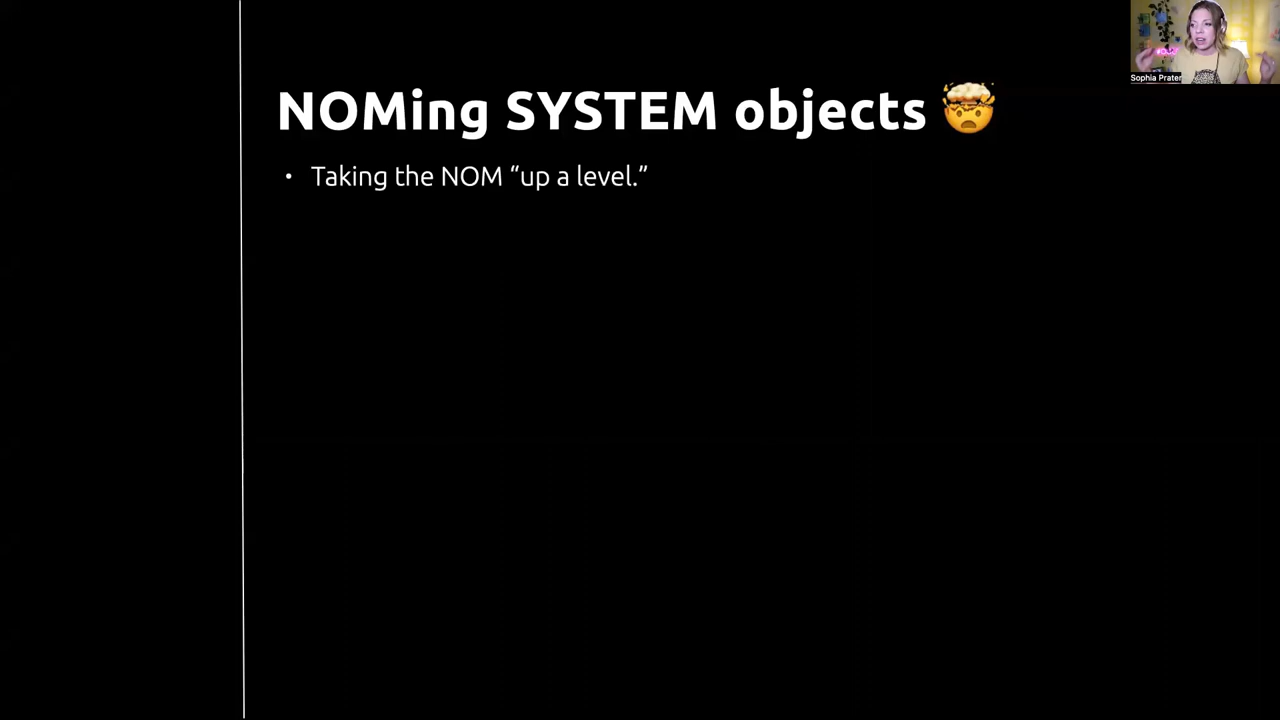 NOMing SYSTEM objects 🤯
• Taking the NOM “up a level.”
Sophia Prater